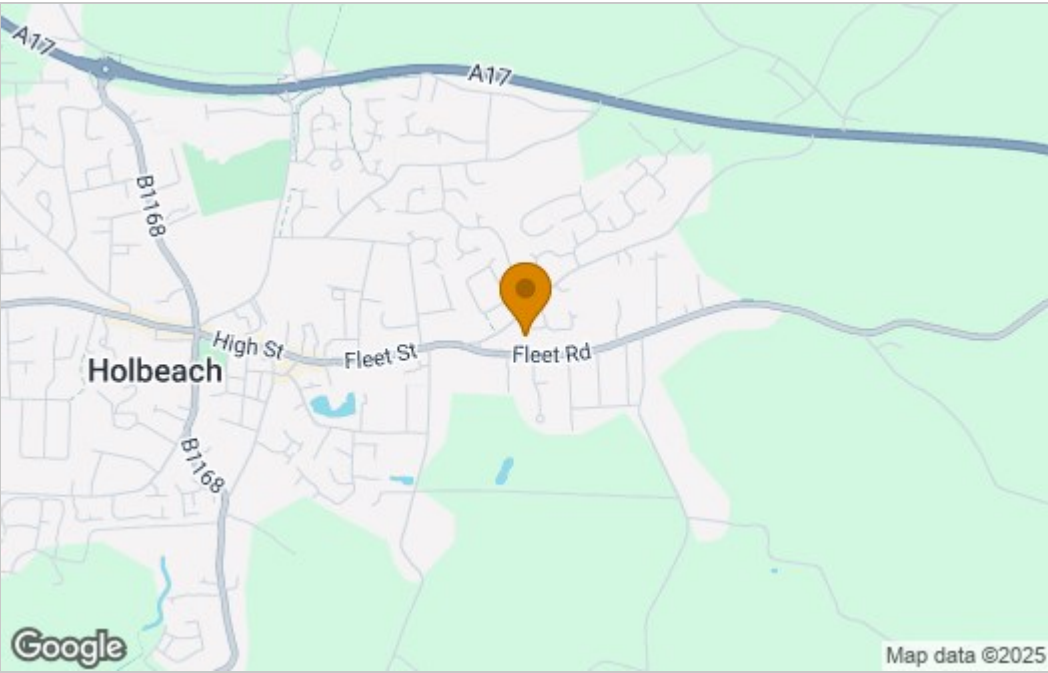 A17
A17
B1168
High St
Fleet St
Fleet Rd
Holbeach
B1168
Google
Map data ©2025